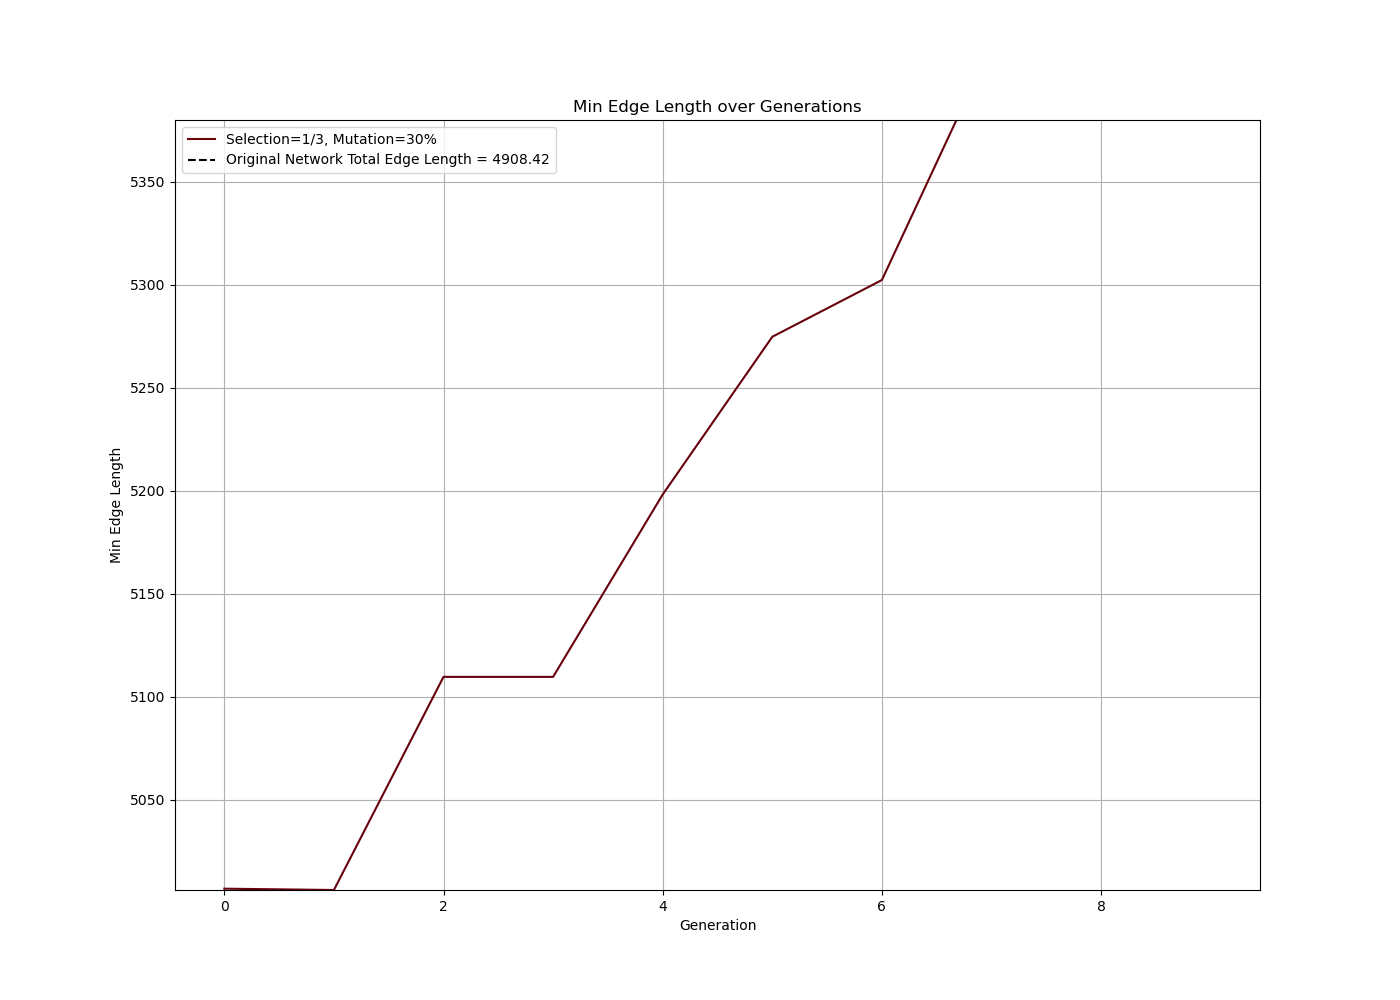 Min Edge Length over Generations
Selection=1/3, Mutation=30%
Original Network Total Edge Length = 4908.42
5350
5300
5250
5200
5150
5100
5050
Min Edge Length
0 2 4 6 8
Generation